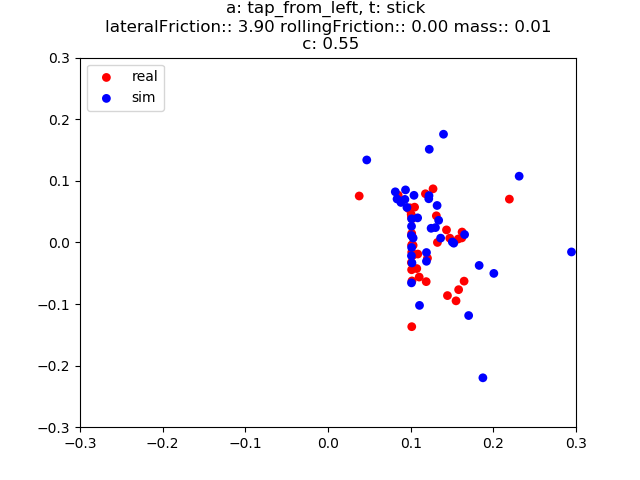 a: tap_from_left, t: stick
lateralFriction:: 3.90 rollingFriction:: 0.00 mass:: 0.01
c: 0.55
real
sim
0.3
0.2
0.1
0.0
−0.1
−0.2
−0.3
−0.3
−0.2
−0.1
0.0
0.1
0.2
0.3